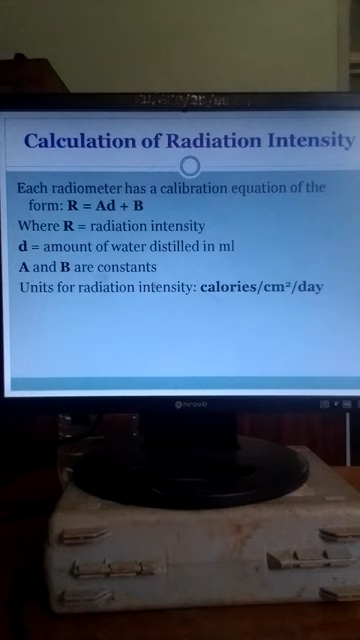 Calculation of Radiation Intensity
Each radiometer has a calibration equation of the
form: R = Ad + B
Where R = radiation intensity
d = amount of water distilled in ml
A and B are constants
Units for radiation intensity: calories/cm²/day